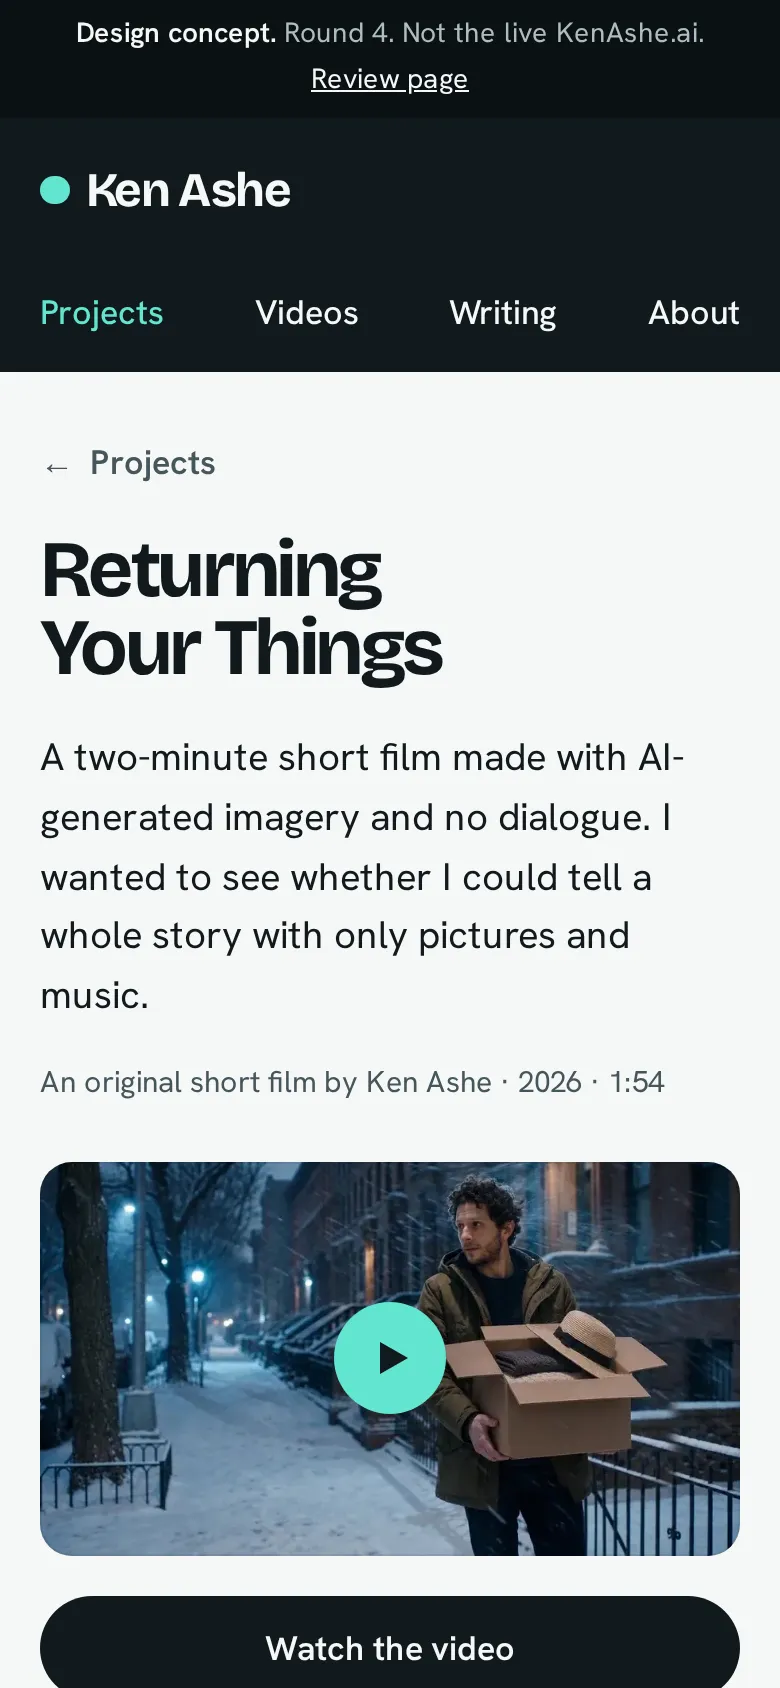 Design concept. Round 4. Not the live KenAshe.ai.
Review page
Ken Ashe
Projects Videos Writing About
← Projects
Returning
Your Things
A two-minute short film made with AI-
generated imagery and no dialogue. I
wanted to see whether I could tell a
whole story with only pictures and
music.
An original short film by Ken Ashe · 2026 · 1:54
Watch the video